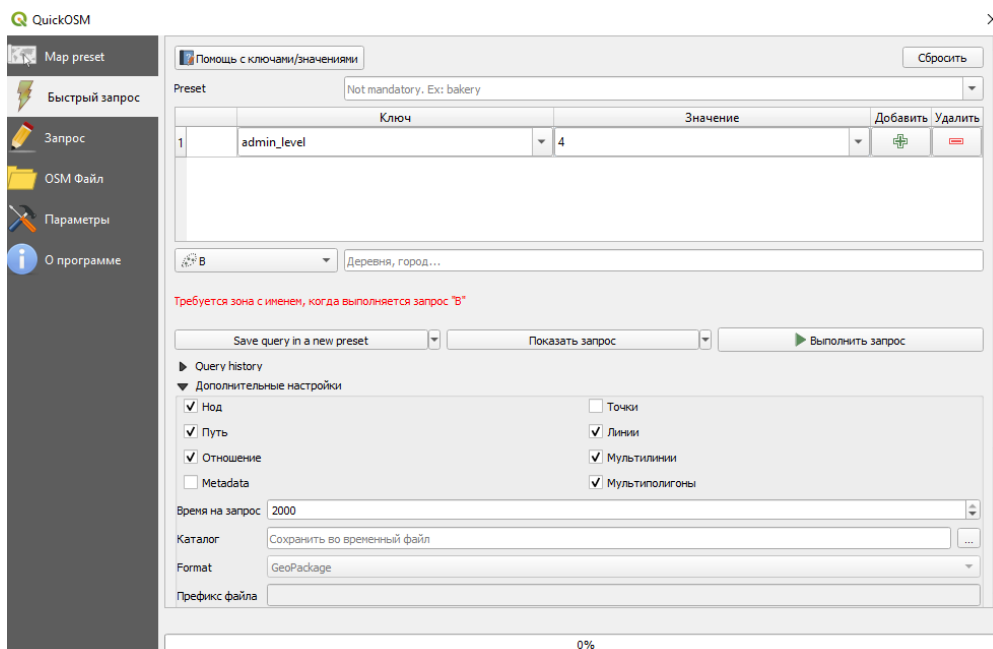 QuickOSM
Map preset
Быстрый запрос
Запрос
OSM Файл
Параметры
О программе
Помощь с ключами/значениями
Сбросить
Preset
Not mandatory. Ex: bakery
Ключ Значение Добавить Удалить
1 admin_level 4
В Деревня, город...
Требуется зона с именем, когда выполняется запрос "В"
Save query in a new preset Показать запрос Выполнить запрос
Query history
Дополнительные настройки
Нод Точки
Путь Линии
Отношение Мультилинии
Metadata Мультиполигоны
Время на запрос 2000
Каталог Сохранить во временный файл ...
Format GeoPackage
Префикс файла
0%